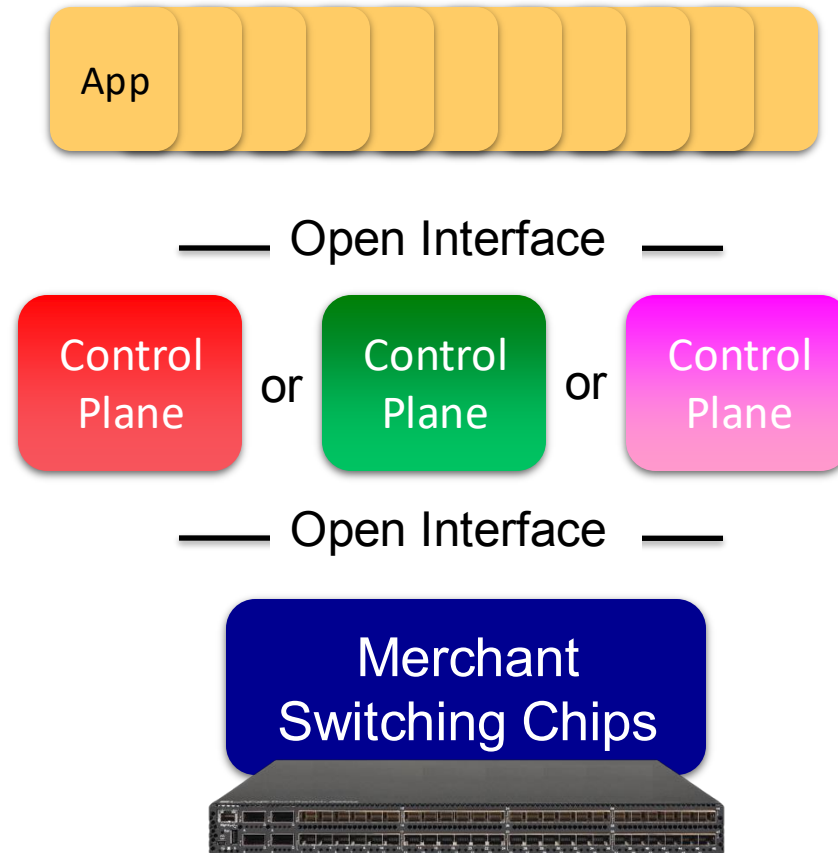 App
Open Interface
Control
Plane
or
Control
Plane
or
Control
Plane
Open Interface
Merchant
Switching Chips